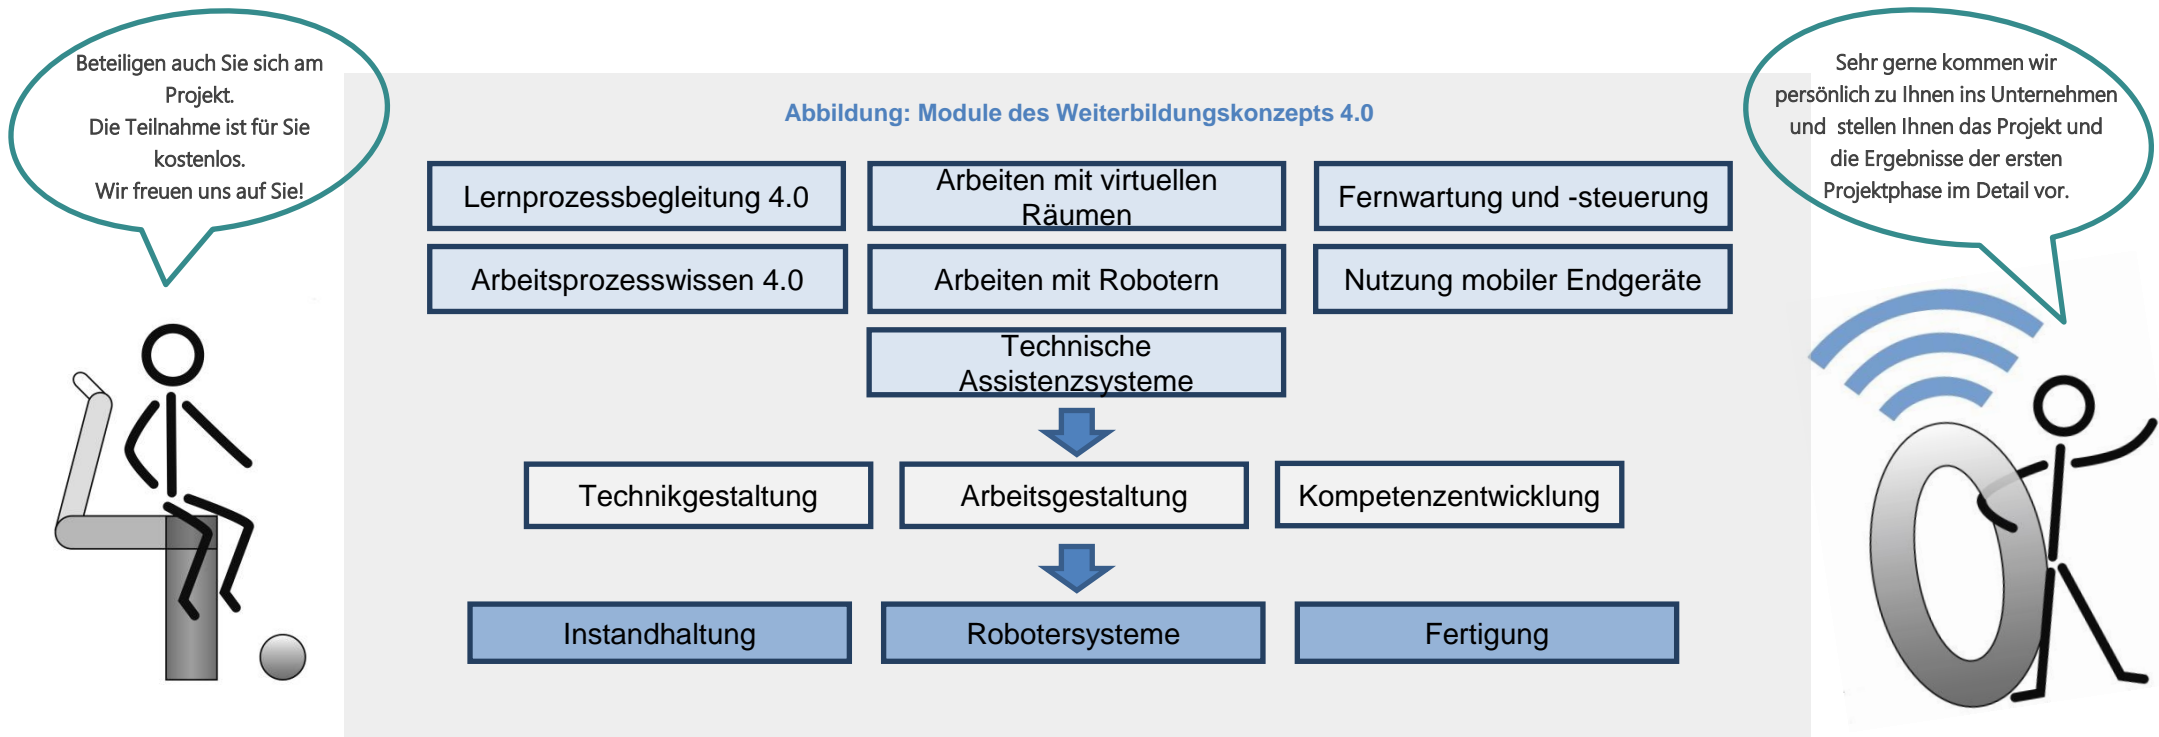 Beteiligen auch Sie sich am
Projekt.
Die Teilnahme ist für Sie
kostenlos.
Wir freuen uns auf Sie!
Sehr gerne kommen wir
persönlich zu Ihnen ins Unternehmen
und stellen Ihnen das Projekt und
die Ergebnisse der ersten
Projektphase im Detail vor.
Abbildung: Module des Weiterbildungskonzepts 4.0
Lernprozessbegleitung 4.0
Arbeiten mit virtuellen
Räumen
Fernwartung und -steuerung
Arbeitsprozesswissen 4.0
Arbeiten mit Robotern
Nutzung mobiler Endgeräte
Technische
Assistenzsysteme
Technikgestaltung
Arbeitsgestaltung
Kompetenzentwicklung
Instandhaltung
Robotersysteme
Fertigung